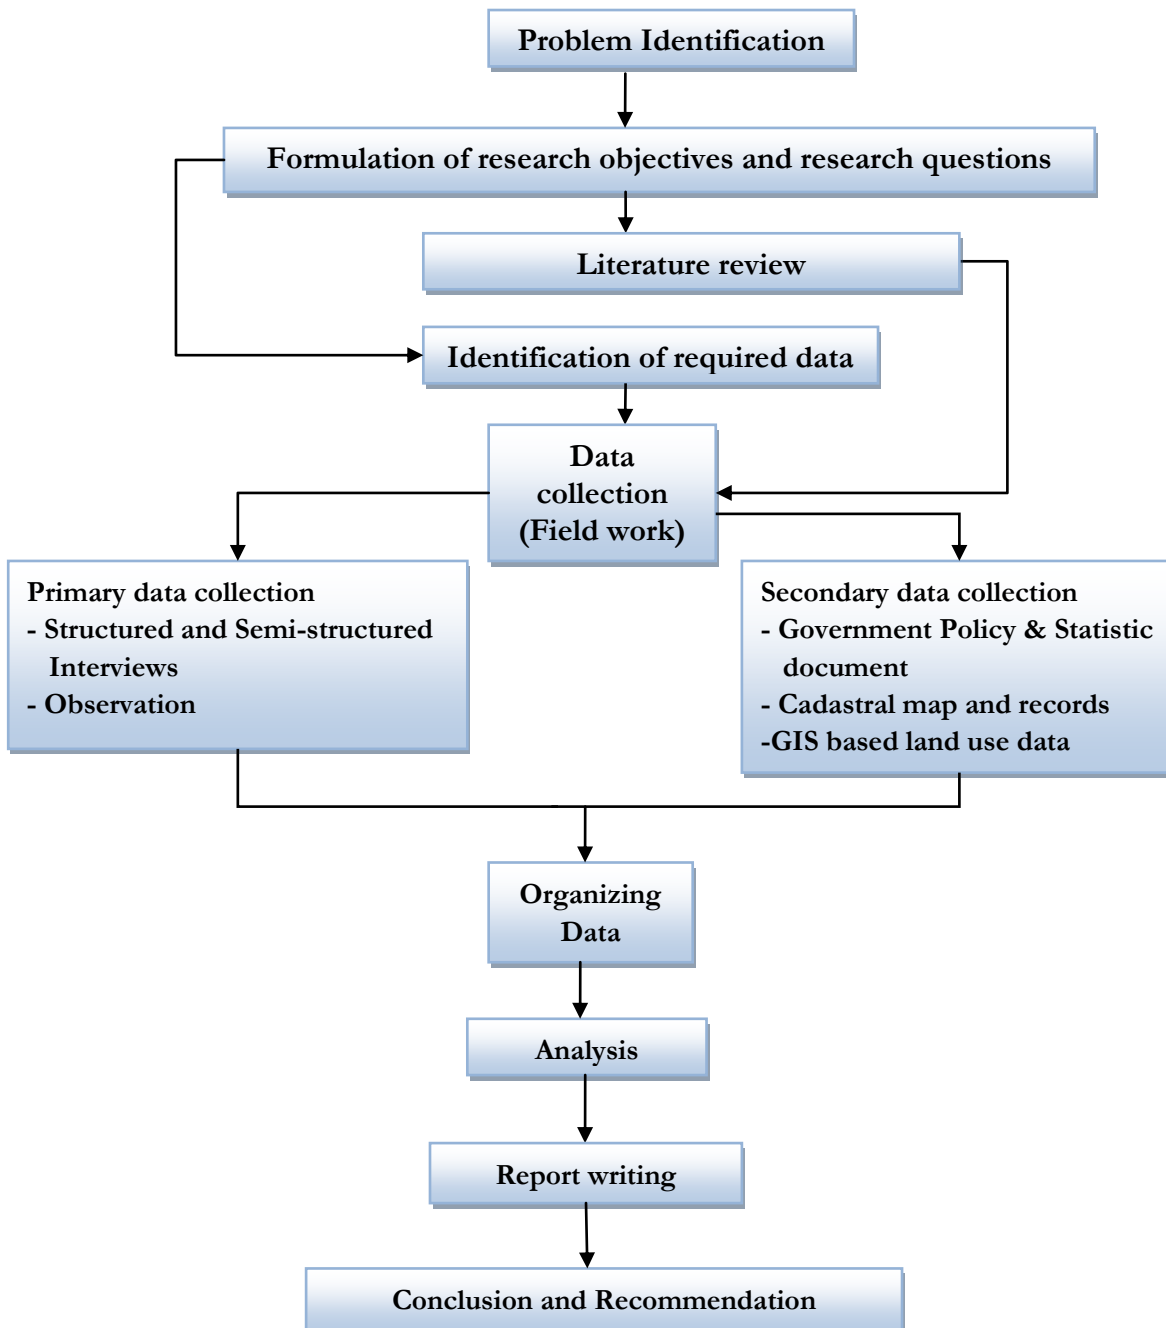 Problem Identification
Formulation of research objectives and research questions
Literature review
Identification of required data
Data
collection
(Field work)
Primary data collection
- Structured and Semi-structured
Interviews
- Observation
Secondary data collection
- Government Policy & Statistic
document
- Cadastral map and records
-GIS based land use data
Organizing
Data
Analysis
Report writing
Conclusion and Recommendation